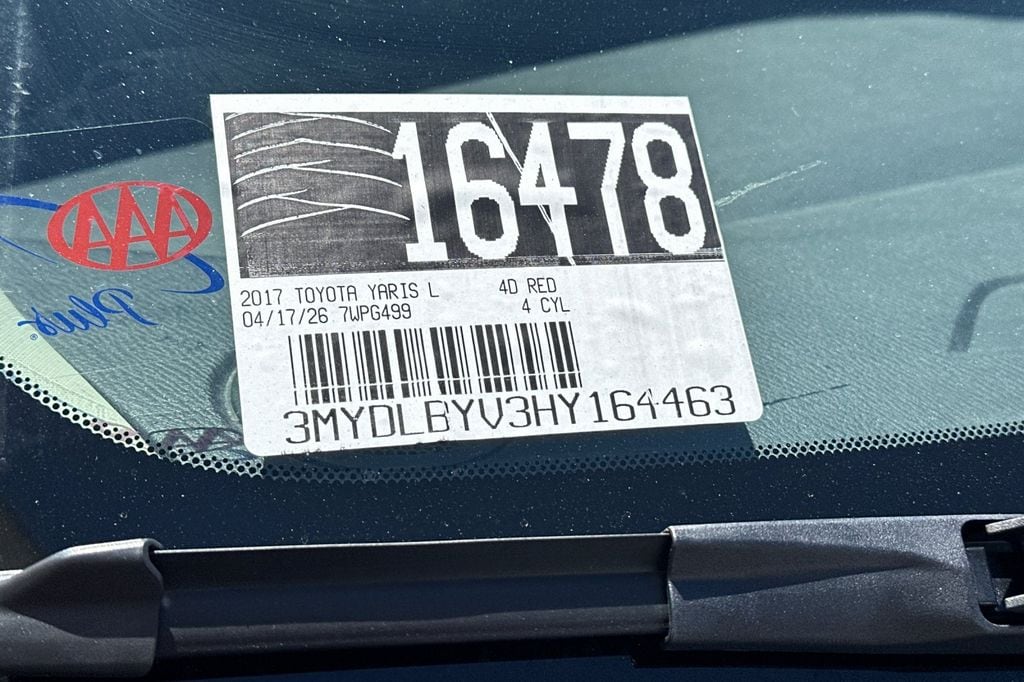 16478
2017 TOYOTA YARIS L 4D RED
04/17/26 7WPG499 4 CYL
3MYDLBYV3HY164463
AAA
Plus